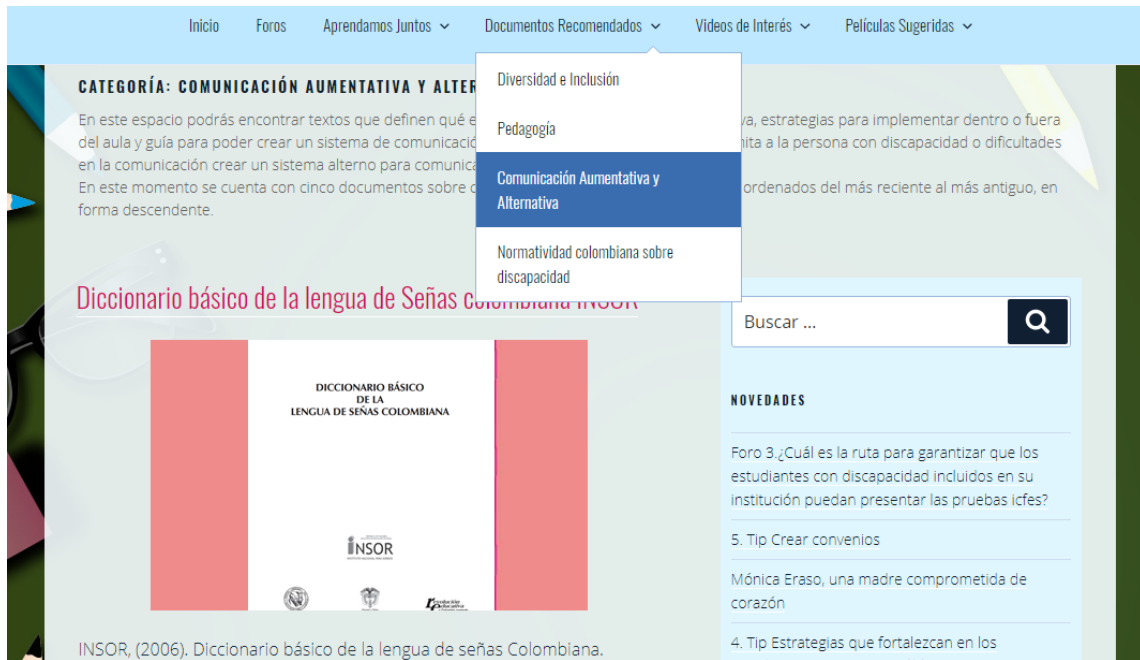 Inicio Foros Aprendamos Juntos Documentos Recomendados Videos de Interés Películas Sugeridas
Diversidad e Inclusión
Pedagogía
Comunicación Aumentativa y
Alternativa
Normatividad colombiana sobre
discapacidad
CATEGORÍA: COMUNICACIÓN AUMENTATIVA Y
En este espacio podrás encontrar textos que definen qué estrategias para implementar dentro o fuera
del aula y guía para poder crear un sistema de a la persona con discapacidad o dificultades
en la comunicación crear un sistema alterno para
En este momento se cuenta con cinco documentos sobre ordenados del más reciente al más antiguo, en
forma descendente.
Diccionario básico de la lengua de Señas colombiana INSOR
DICCIONARIO BÁSICO
DE LA
LENGUA DE SEÑAS COLOMBIANA
INSOR
INSOR, (2006). Diccionario básico de la lengua de señas Colombiana.
Buscar ...
NOVEDADES
Foro 3.¿Cuál es la ruta para garantizar que los
estudiantes con discapacidad incluidos en su
institución puedan presentar las pruebas icfes?
5. Tip Crear convenios
Mónica Eraso, una madre comprometida de
corazón
4. Tip Estrategias que fortalezcan en los